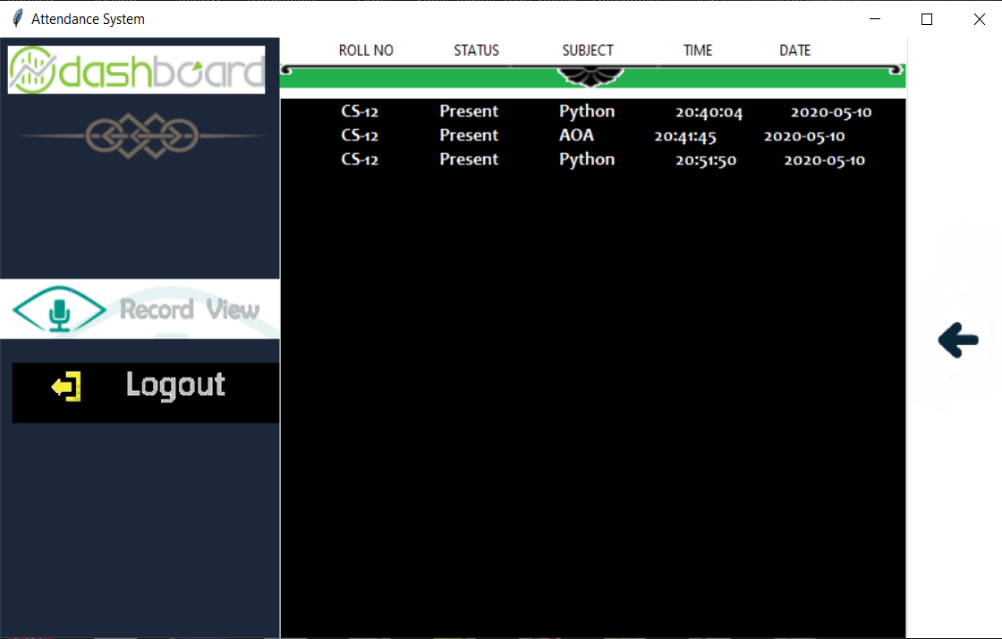 Attendance System
dashboard
ROLL NO STATUS SUBJECT TIME DATE
CS-12 Present Python 20:40:04 2020-05-10
CS-12 Present AOA 20:41:45 2020-05-10
CS-12 Present Python 20:51:50 2020-05-10
Record View
Logout